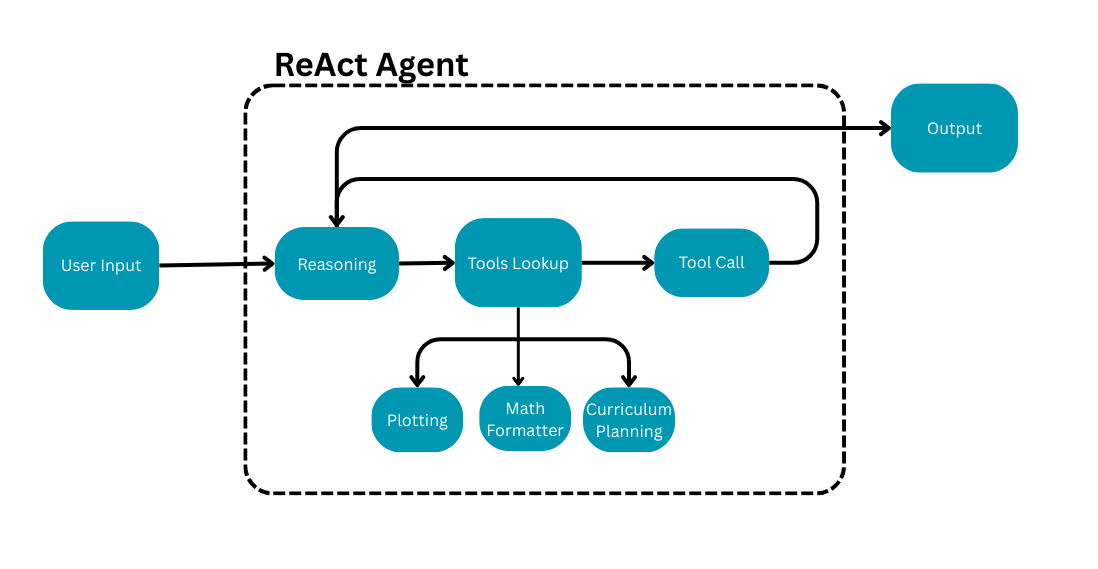 ReAct Agent
Output
User Input
Reasoning
Tools Lookup
Tool Call
Plotting
Math
Formatter
Curriculum
Planning